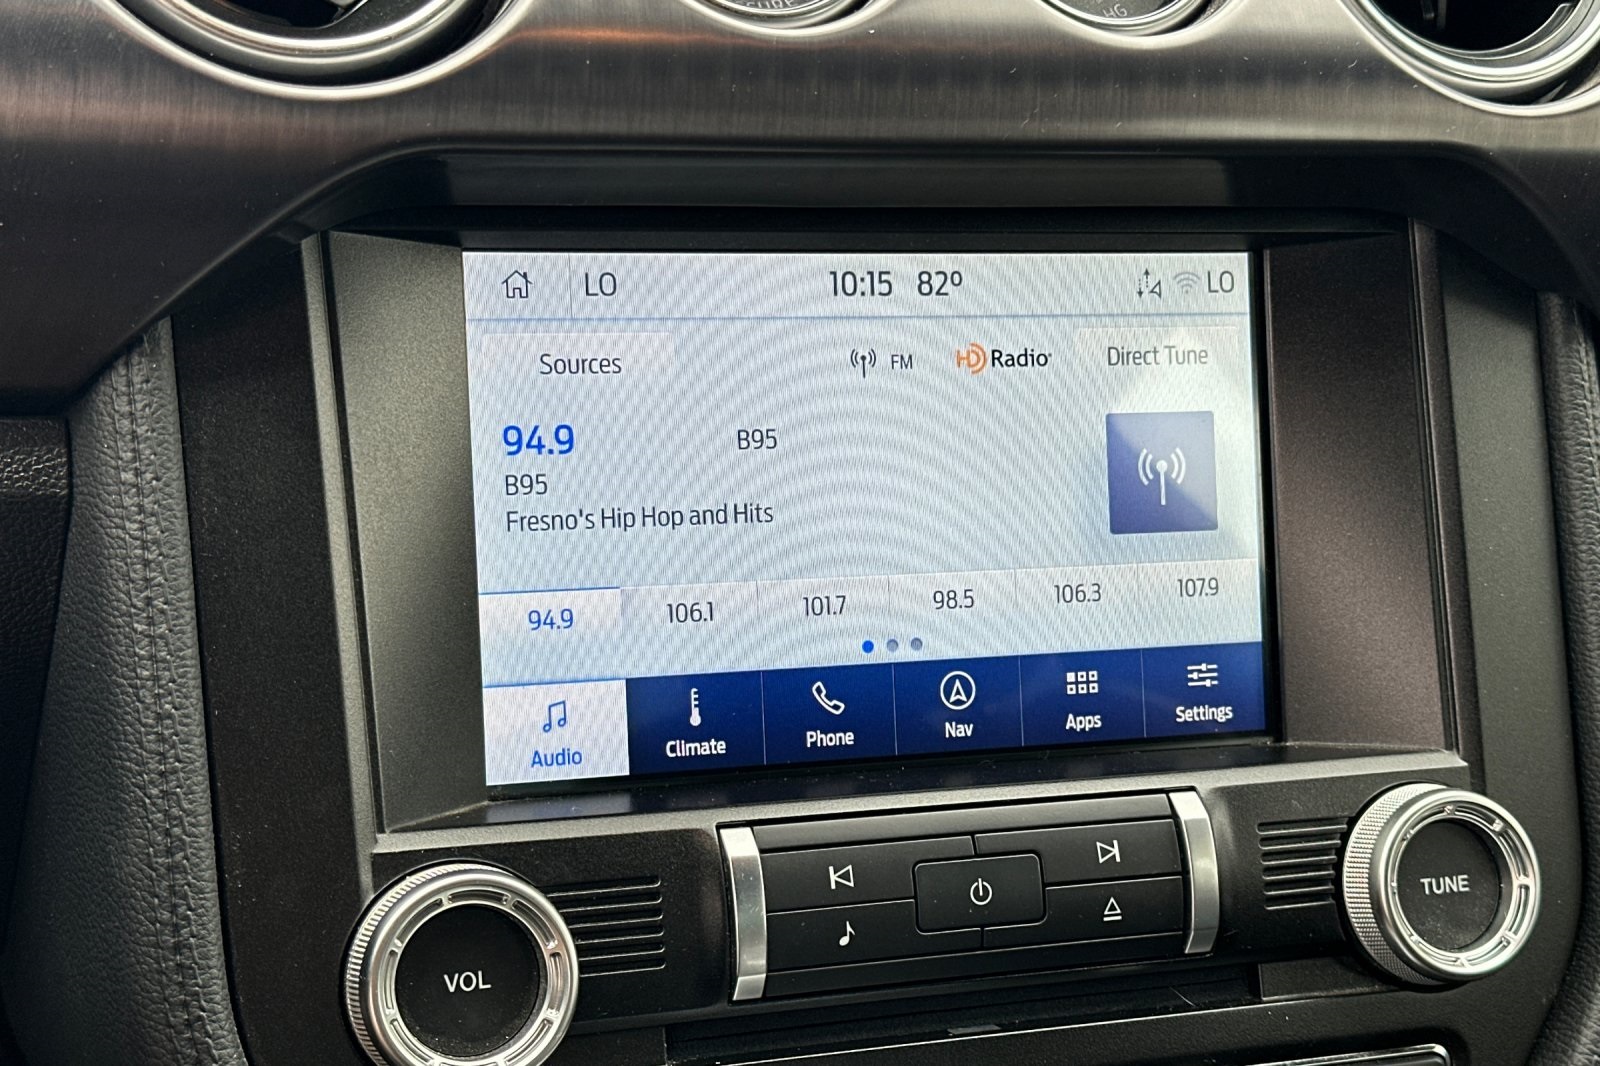 HG
LO 10:15 82° LO
Sources FM HD Radio Direct Tune
94.9 B95
B95
Fresno's Hip Hop and Hits
94.9 106.1 101.7 98.5 106.3 107.9
Audio Climate Phone Nav Apps Settings
VOL TUNE